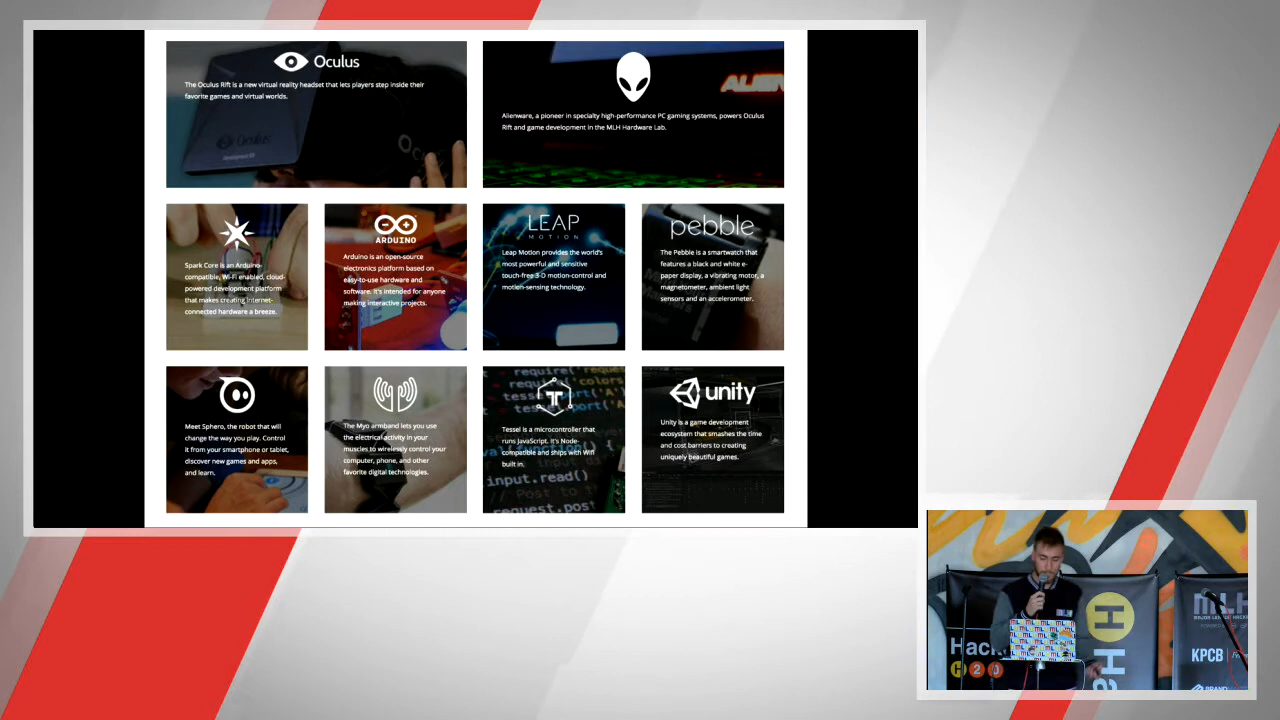 Oculus
The Oculus Rift is a new virtual reality headset that lets players step inside their
favorite games and virtual worlds.
Alienware, a pioneer in specialty high-performance PC gaming systems, powers Oculus
Rift and game development in the MLH Hardware Lab.
Spark Core is an Arduino-
compatible, Wi-Fi enabled, cloud-
powered development platform
that makes creating internet-
connected hardware a breeze.
ARDUINO
Arduino is an open-source
electronics platform based on
easy-to-use hardware and
software. It's intended for anyone
making interactive projects.
LEAP
MOTION
Leap Motion provides the world's
most powerful and sensitive
touch-free 3-D motion-control and
motion-sensing technology.
pebble
The Pebble is a smartwatch that
features a black and white e-
paper display, a vibrating motor, a
magnetometer, ambient light
sensors and an accelerometer.
Meet Sphero, the robot that will
change the way you play. Control
it from your smartphone or tablet,
discover new games and apps,
and learn.
The Myo armband lets you use
the electrical activity in your
muscles to wirelessly control your
computer, phone, and other
favorite digital technologies.
Tessel is a microcontroller that
runs JavaScript. It's Node-
compatible and ships with Wifi
built in.
input.read()
// Post to
request.post
unity
Unity is a game development
ecosystem that smashes the time
and cost barriers to creating
uniquely beautiful games.
Hack
H 2 0
H
MLH
KPCB
BRAND